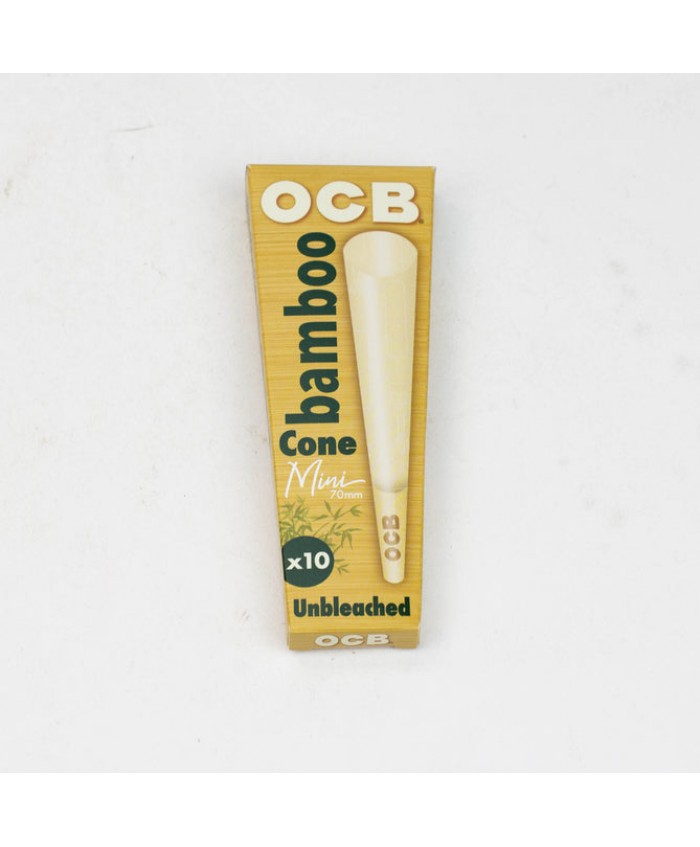 OCB
bamboo
Cone
Mini
70mm
OCB
x10
Unbleached
OCB